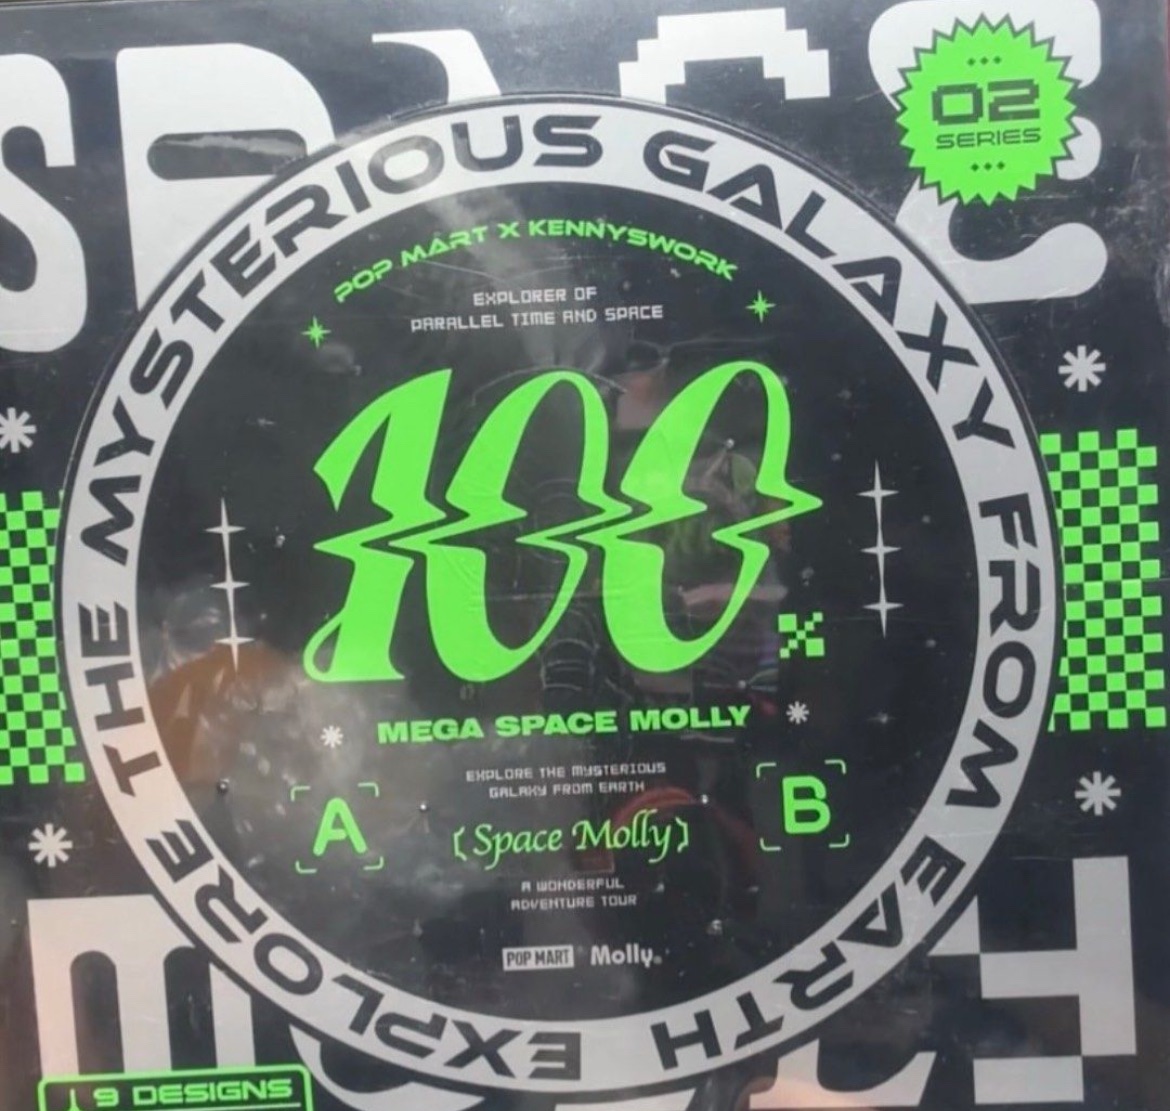 SPACE
02
SERIES
EXPLORE THE MYSTERIOUS GALAXY FROM EARTH
POP MART X KENNYSWORK
EXPLORER OF
PARALLEL TIME AND SPACE
100%
MEGA SPACE MOLLY
EXPLORE THE MYSTERIOUS
GALAXY FROM EARTH
A
B
Space Molly
A WONDERFUL
ADVENTURE TOUR
POP MART Molly
9 DESIGNS